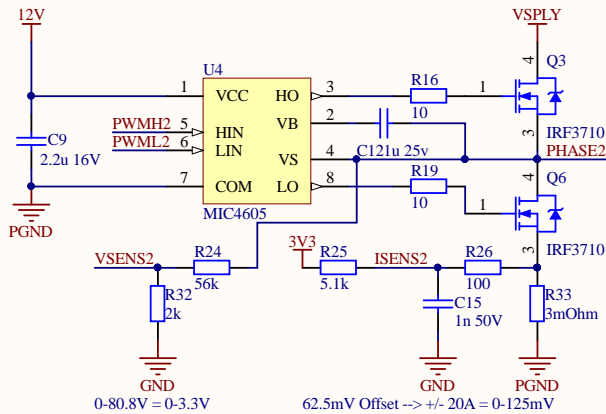 12V
VSPLY
U4
Q3
4
R16
1
VCC
HO
3
1
10
2
VB
IRF3710
C9
PWMH2
5
HIN
3
2.2u 16V
PWML2
6
LIN
VS
4
C121u 25v
PHASE2
4
Q6
7
COM
LO
8
R19
1
MIC4605
10
PGND
IRF3710
3V3
3
VSENS2
R24
R25
ISENS2
R26
56k
5.1k
100
R32
C15
R33
2k
1n 50V
3mOhm
GND
GND
PGND
0-80.8V = 0-3.3V
62.5mV Offset --> +/- 20A = 0-125mV